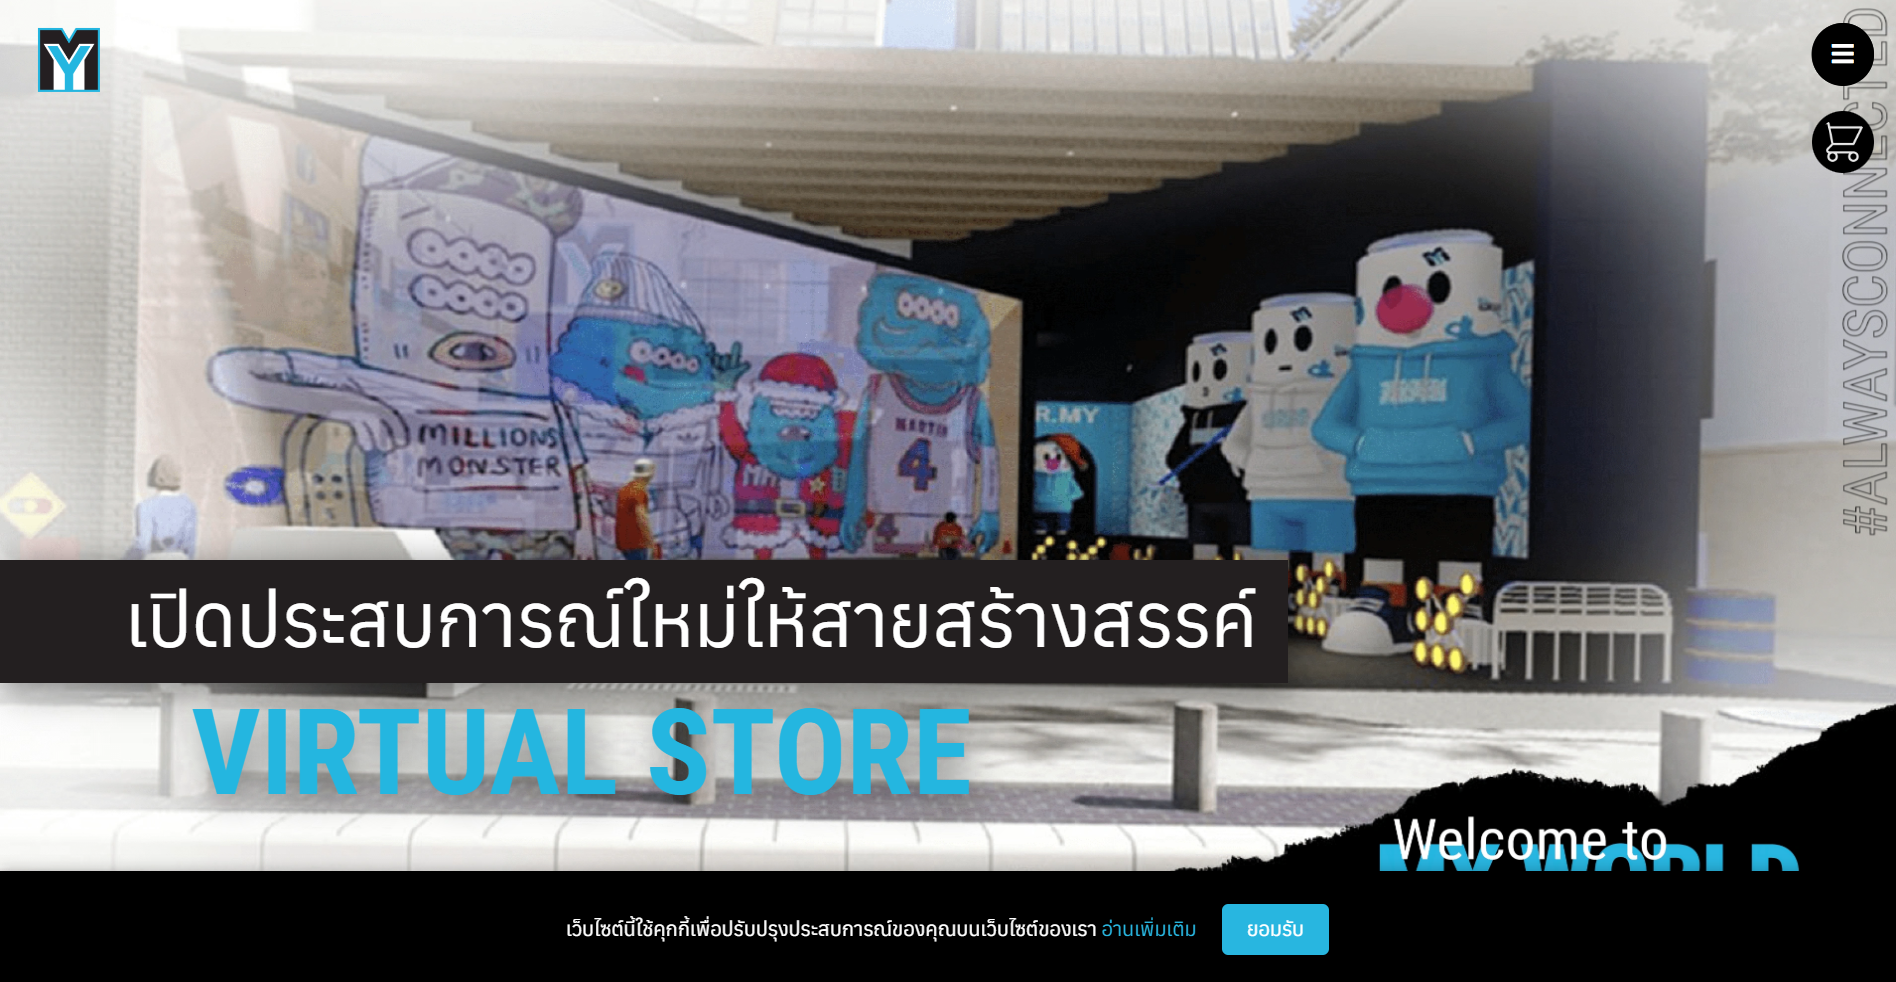 #ALWAYSCONNECTED
MILLIONS
MONSTER
MARTIN
4
R.MY
เปิดประสบการณ์ใหม่ให้สายสร้างสรรค์
VIRTUAL STORE
Welcome to
MY WORLD
เว็บไซต์นี้ใช้คุกกี้เพื่อปรับปรุงประสบการณ์ของคุณบนเว็บไซต์ของเรา อ่านเพิ่มเติม ยอมรับ